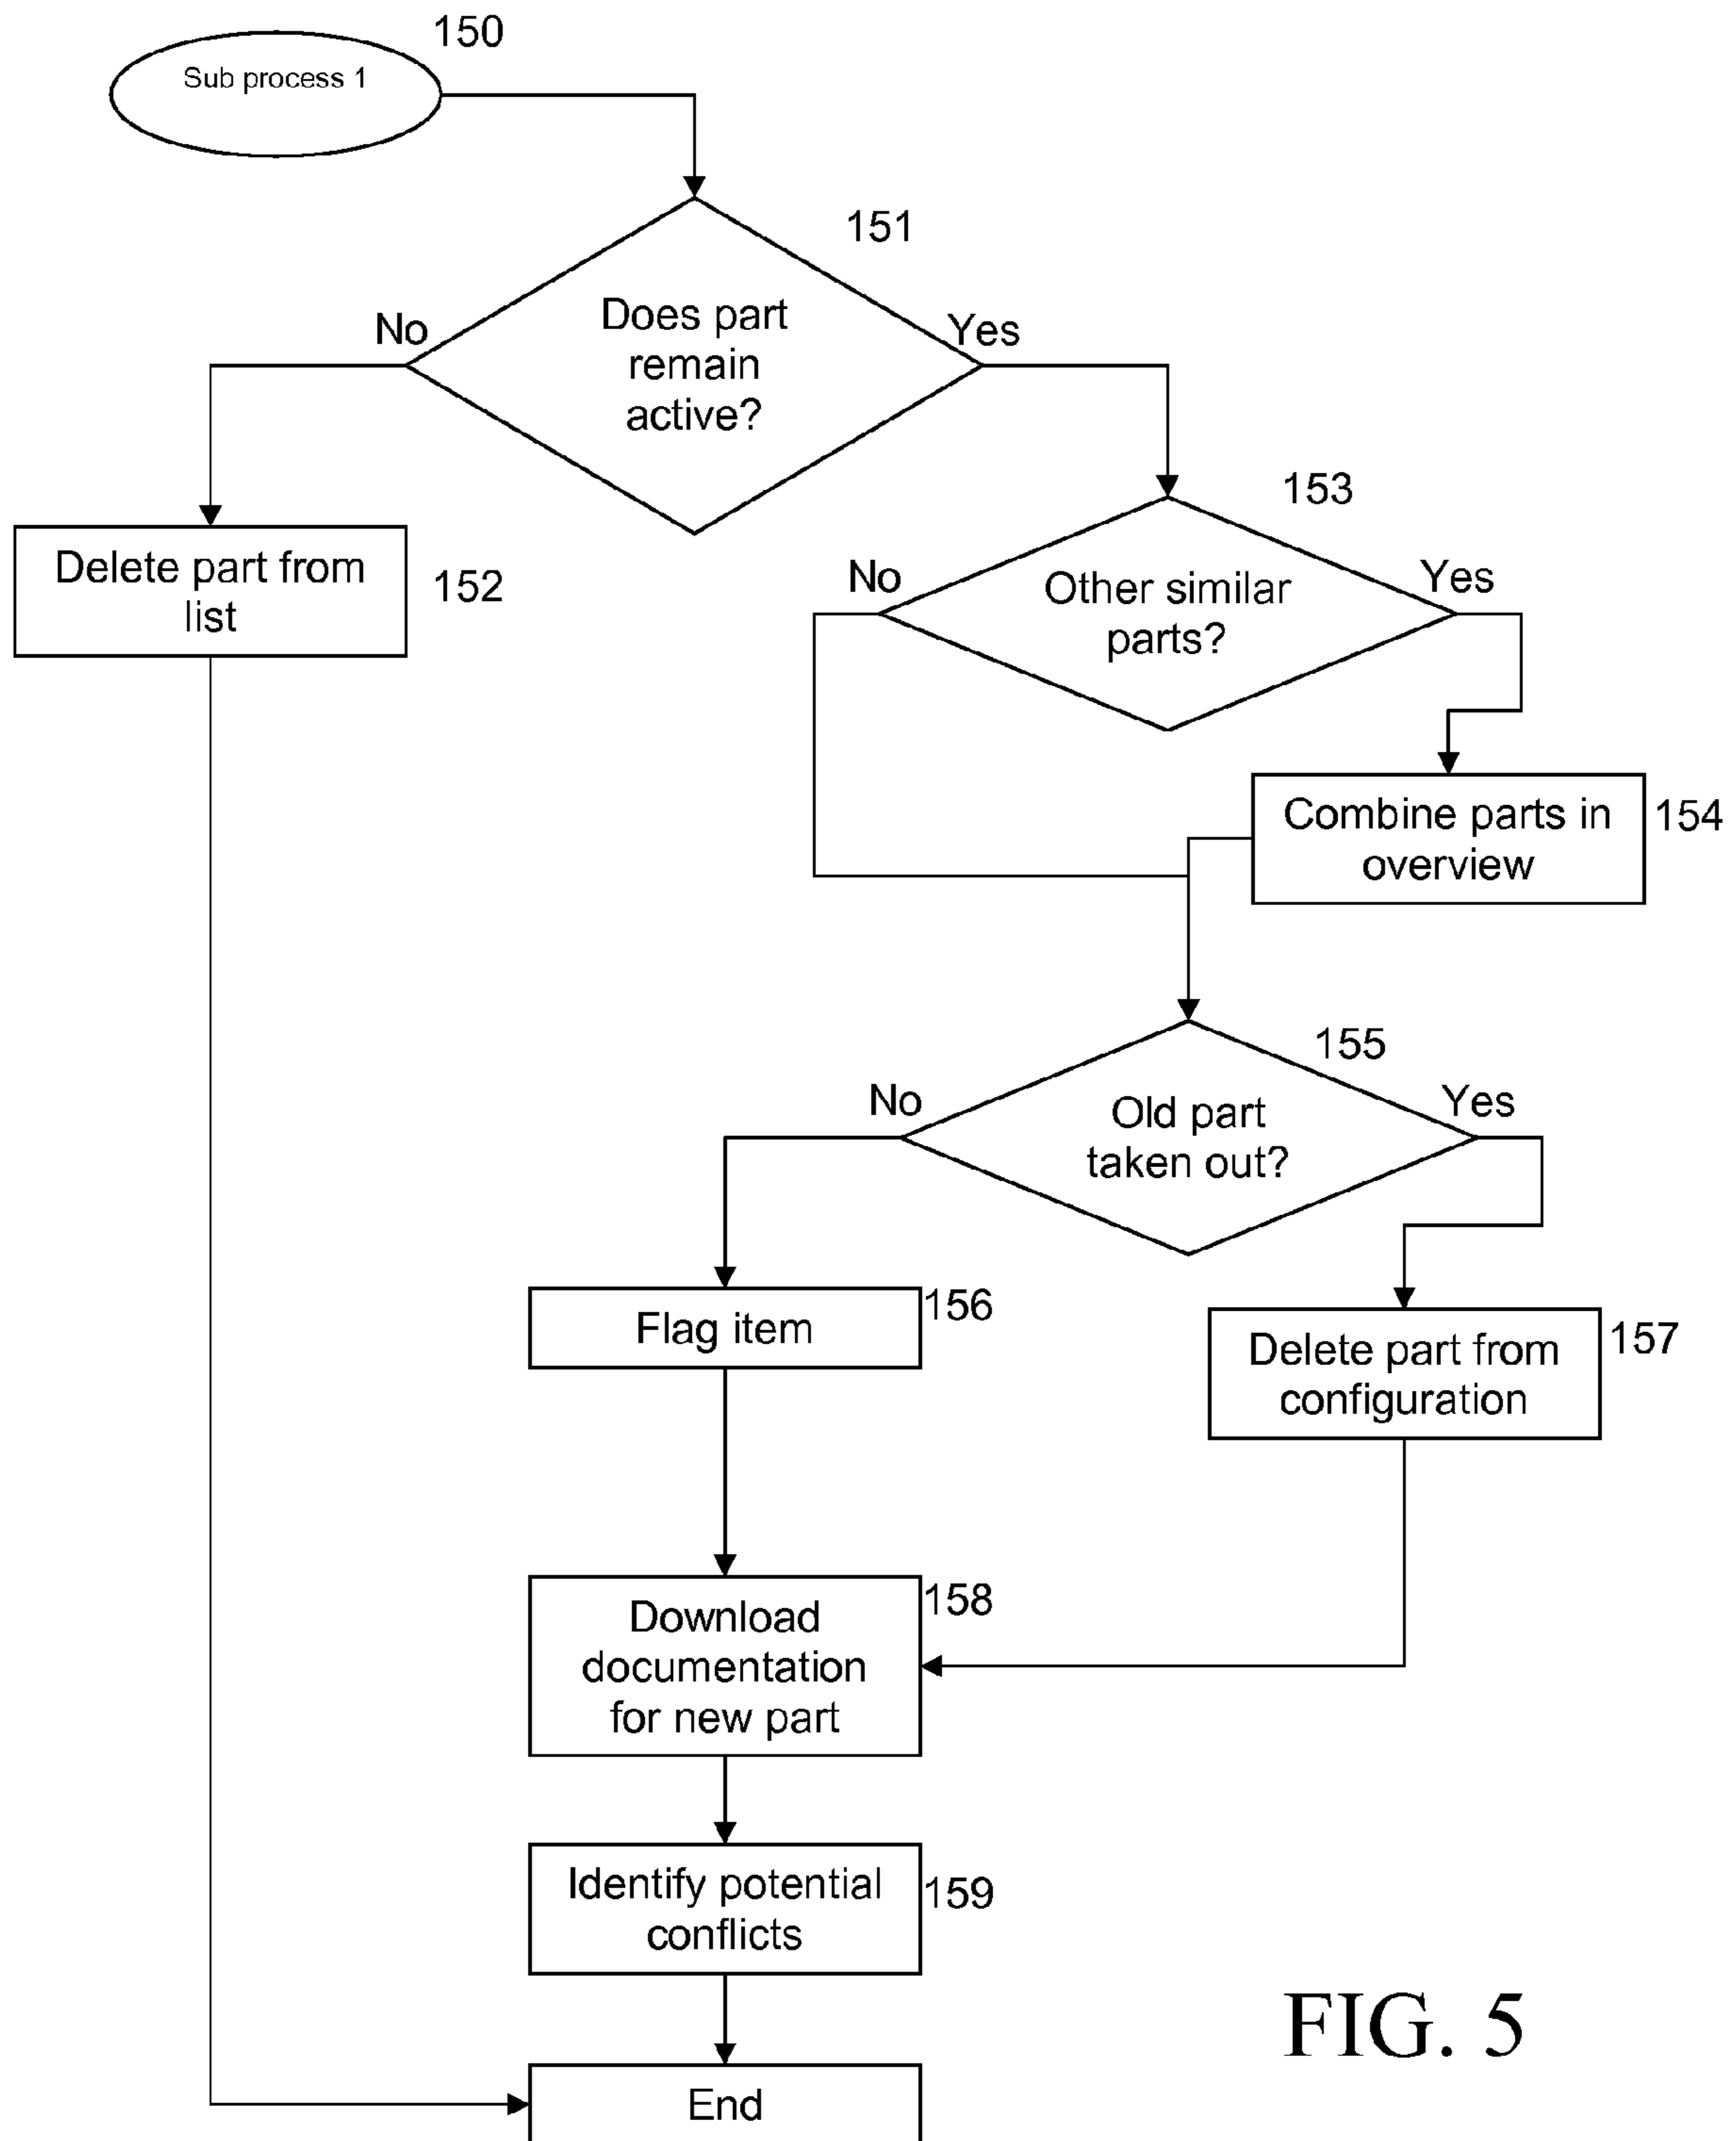 150
Sub process 1
151
Does part
remain
active?
No
Yes
153
Delete part from
list
152
No
Other similar
parts?
Yes
Combine parts in
overview
154
155
No
Old part
taken out?
Yes
Flag item
156
Delete part from
configuration
157
Download
documentation
for new part
158
Identify potential
conflicts
159
FIG. 5
End